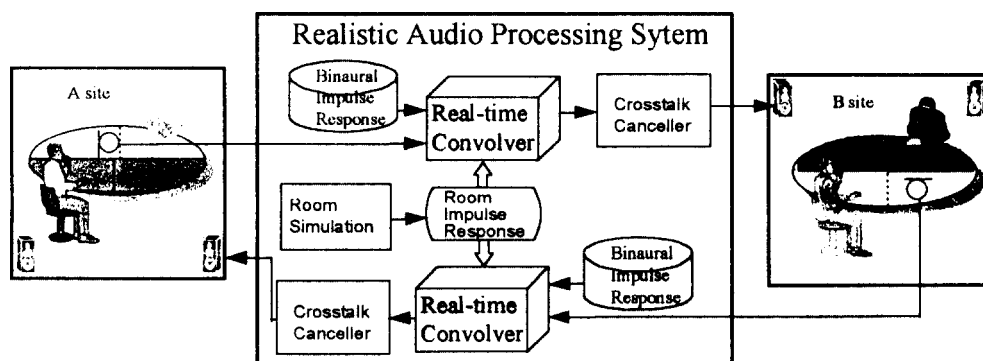 Realistic Audio Processing Sytem
A site
Binaural
Impulse
Response
Real-time
Convolver
Crosstalk
Canceller
B site
Room
Simulation
Room
Impulse
Response
Binaural
Impulse
Response
Crosstalk
Canceller
Real-time
Convolver